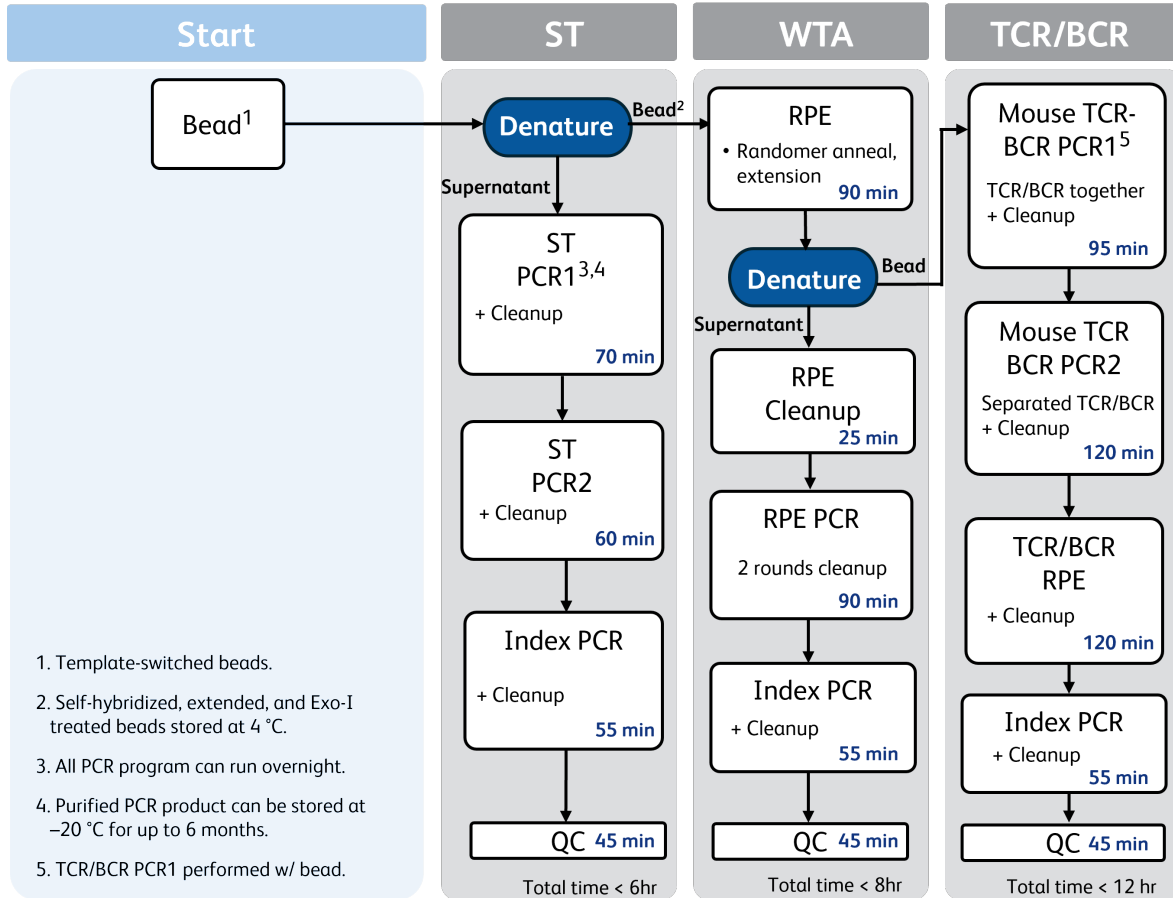 Start
ST
WTA
TCR/BCR
Bead1
Denature
Bead2
Supernatant
ST
PCR13,4
+ Cleanup
70 min
ST
PCR2
+ Cleanup
60 min
Index PCR
+ Cleanup
55 min
QC 45 min
Total time < 6hr
RPE
• Randomer anneal,
extension
90 min
Denature
Bead
Supernatant
RPE
Cleanup
25 min
RPE PCR
2 rounds cleanup
90 min
Index PCR
+ Cleanup
55 min
QC 45 min
Total time < 8hr
Mouse TCR-
BCR PCR15
TCR/BCR together
+ Cleanup
95 min
Mouse TCR
BCR PCR2
Separated TCR/BCR
+ Cleanup
120 min
TCR/BCR
RPE
+ Cleanup
120 min
Index PCR
+ Cleanup
55 min
QC 45 min
Total time < 12 hr
1. Template-switched beads.
2. Self-hybridized, extended, and Exo-I
treated beads stored at 4 °C.
3. All PCR program can run overnight.
4. Purified PCR product can be stored at
–20 °C for up to 6 months.
5. TCR/BCR PCR1 performed w/ bead.